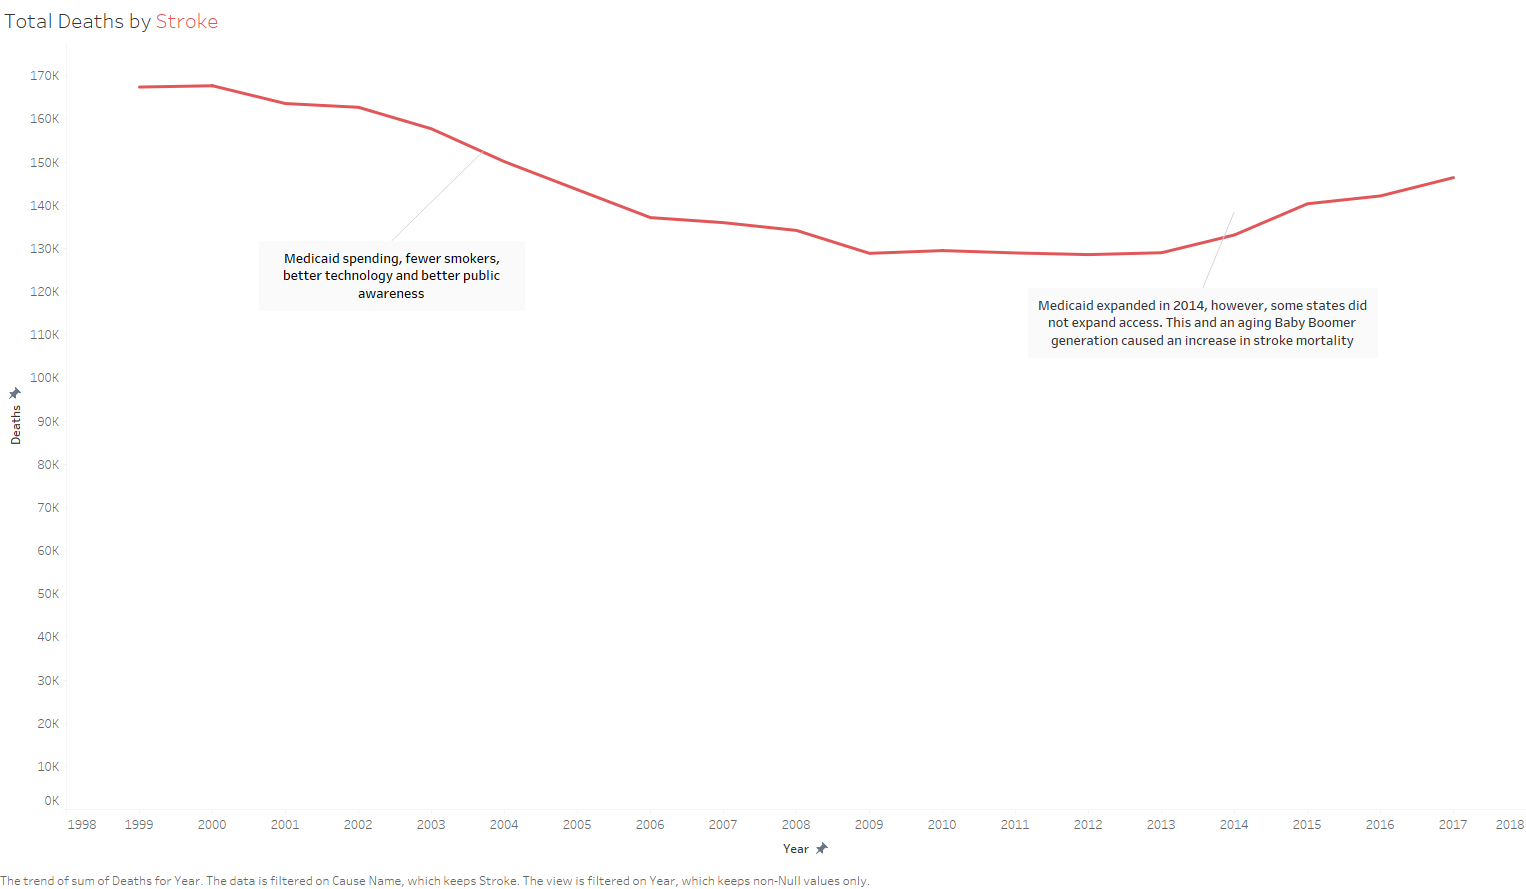 Total Deaths by Stroke
170K
160K
150K
140K
130K
120K
110K
100K
90K
80K
70K
60K
50K
40K
30K
20K
10K
0K
Deaths
Medicaid spending, fewer smokers,
better technology and better public
awareness
Medicaid expanded in 2014, however, some states did
not expand access. This and an aging Baby Boomer
generation caused an increase in stroke mortality
1998 1999 2000 2001 2002 2003 2004 2005 2006 2007 2008 2009 2010 2011 2012 2013 2014 2015 2016 2017 2018
Year
The trend of sum of Deaths for Year. The data is filtered on Cause Name, which keeps Stroke. The view is filtered on Year, which keeps non-Null values only.